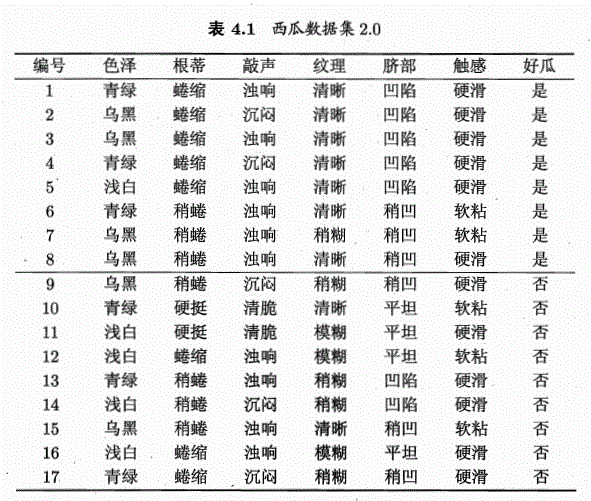 表 4.1 西瓜数据集2.0
编号 色泽 根蒂 敲声 纹理 脐部 触感 好瓜
1 青绿 蜷缩 浊响 清晰 凹陷 硬滑 是
2 乌黑 蜷缩 沉闷 清晰 凹陷 硬滑 是
3 乌黑 蜷缩 浊响 清晰 凹陷 硬滑 是
4 青绿 蜷缩 沉闷 清晰 凹陷 硬滑 是
5 浅白 蜷缩 浊响 清晰 凹陷 硬滑 是
6 青绿 稍蜷 浊响 清晰 稍凹 软粘 是
7 乌黑 稍蜷 浊响 稍糊 稍凹 软粘 是
8 乌黑 稍蜷 浊响 清晰 稍凹 硬滑 是
9 乌黑 稍蜷 沉闷 稍糊 稍凹 硬滑 否
10 青绿 硬挺 清脆 清晰 平坦 软粘 否
11 浅白 硬挺 清脆 模糊 平坦 硬滑 否
12 浅白 蜷缩 浊响 模糊 平坦 软粘 否
13 青绿 稍蜷 浊响 稍糊 凹陷 硬滑 否
14 浅白 稍蜷 沉闷 稍糊 凹陷 硬滑 否
15 乌黑 稍蜷 浊响 清晰 稍凹 软粘 否
16 浅白 蜷缩 浊响 模糊 平坦 硬滑 否
17 青绿 蜷缩 沉闷 稍糊 稍凹 硬滑 否